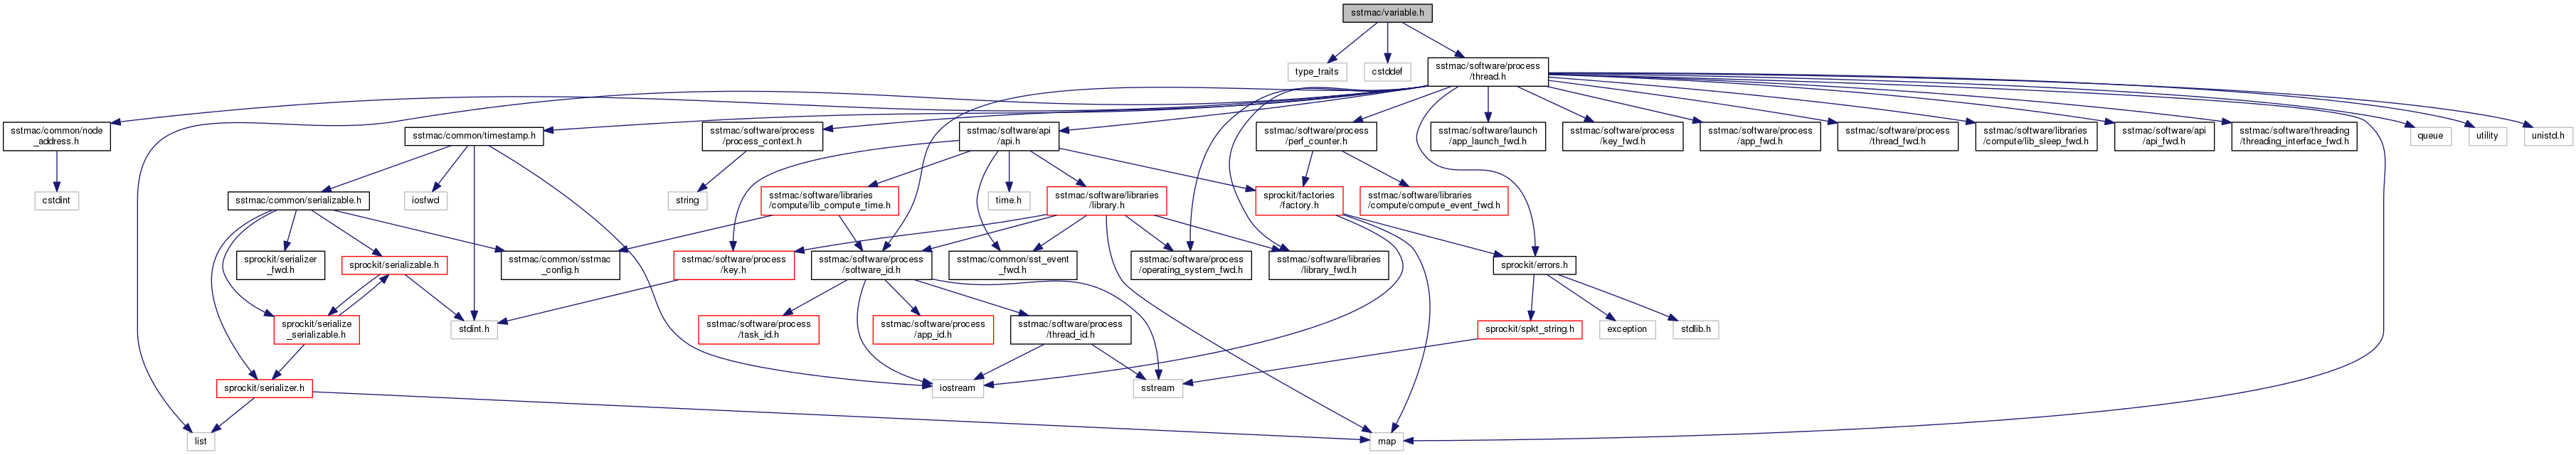 sstmac/variable.h
type_traits
cstddef
sstmac/software/process
/thread.h
sstmac/common/node
_address.h
sstmac/common/timestamp.h
sstmac/software/process
/process_context.h
sstmac/software/api
/api.h
sstmac/software/process
/perf_counter.h
sstmac/software/launch
/app_launch_fwd.h
sstmac/software/process
/key_fwd.h
sstmac/software/process
/app_fwd.h
sstmac/software/process
/thread_fwd.h
sstmac/software/libraries
/compute/lib_sleep_fwd.h
sstmac/software/api
/api_fwd.h
sstmac/software/threading
/threading_interface_fwd.h
queue
utility
unistd.h
cstdint
sstmac/common/serializable.h
iosfwd
string
sstmac/software/libraries
/compute/lib_compute_time.h
time.h
sstmac/software/libraries
/library.h
sprockit/factories
/factory.h
sstmac/software/libraries
/compute/compute_event_fwd.h
sprockit/serializer
_fwd.h
sprockit/serializable.h
sstmac/common/sstmac
_config.h
sstmac/software/process
/key.h
sstmac/software/process
/software_id.h
sstmac/common/sst_event
_fwd.h
sstmac/software/process
/operating_system_fwd.h
sstmac/software/libraries
/library_fwd.h
sprockit/errors.h
sprockit/serialize
_serializable.h
stdint.h
sstmac/software/process
/task_id.h
sstmac/software/process
/app_id.h
sstmac/software/process
/thread_id.h
sprockit/spkt_string.h
exception
stdlib.h
sprockit/serializer.h
iostream
sstream
list
map